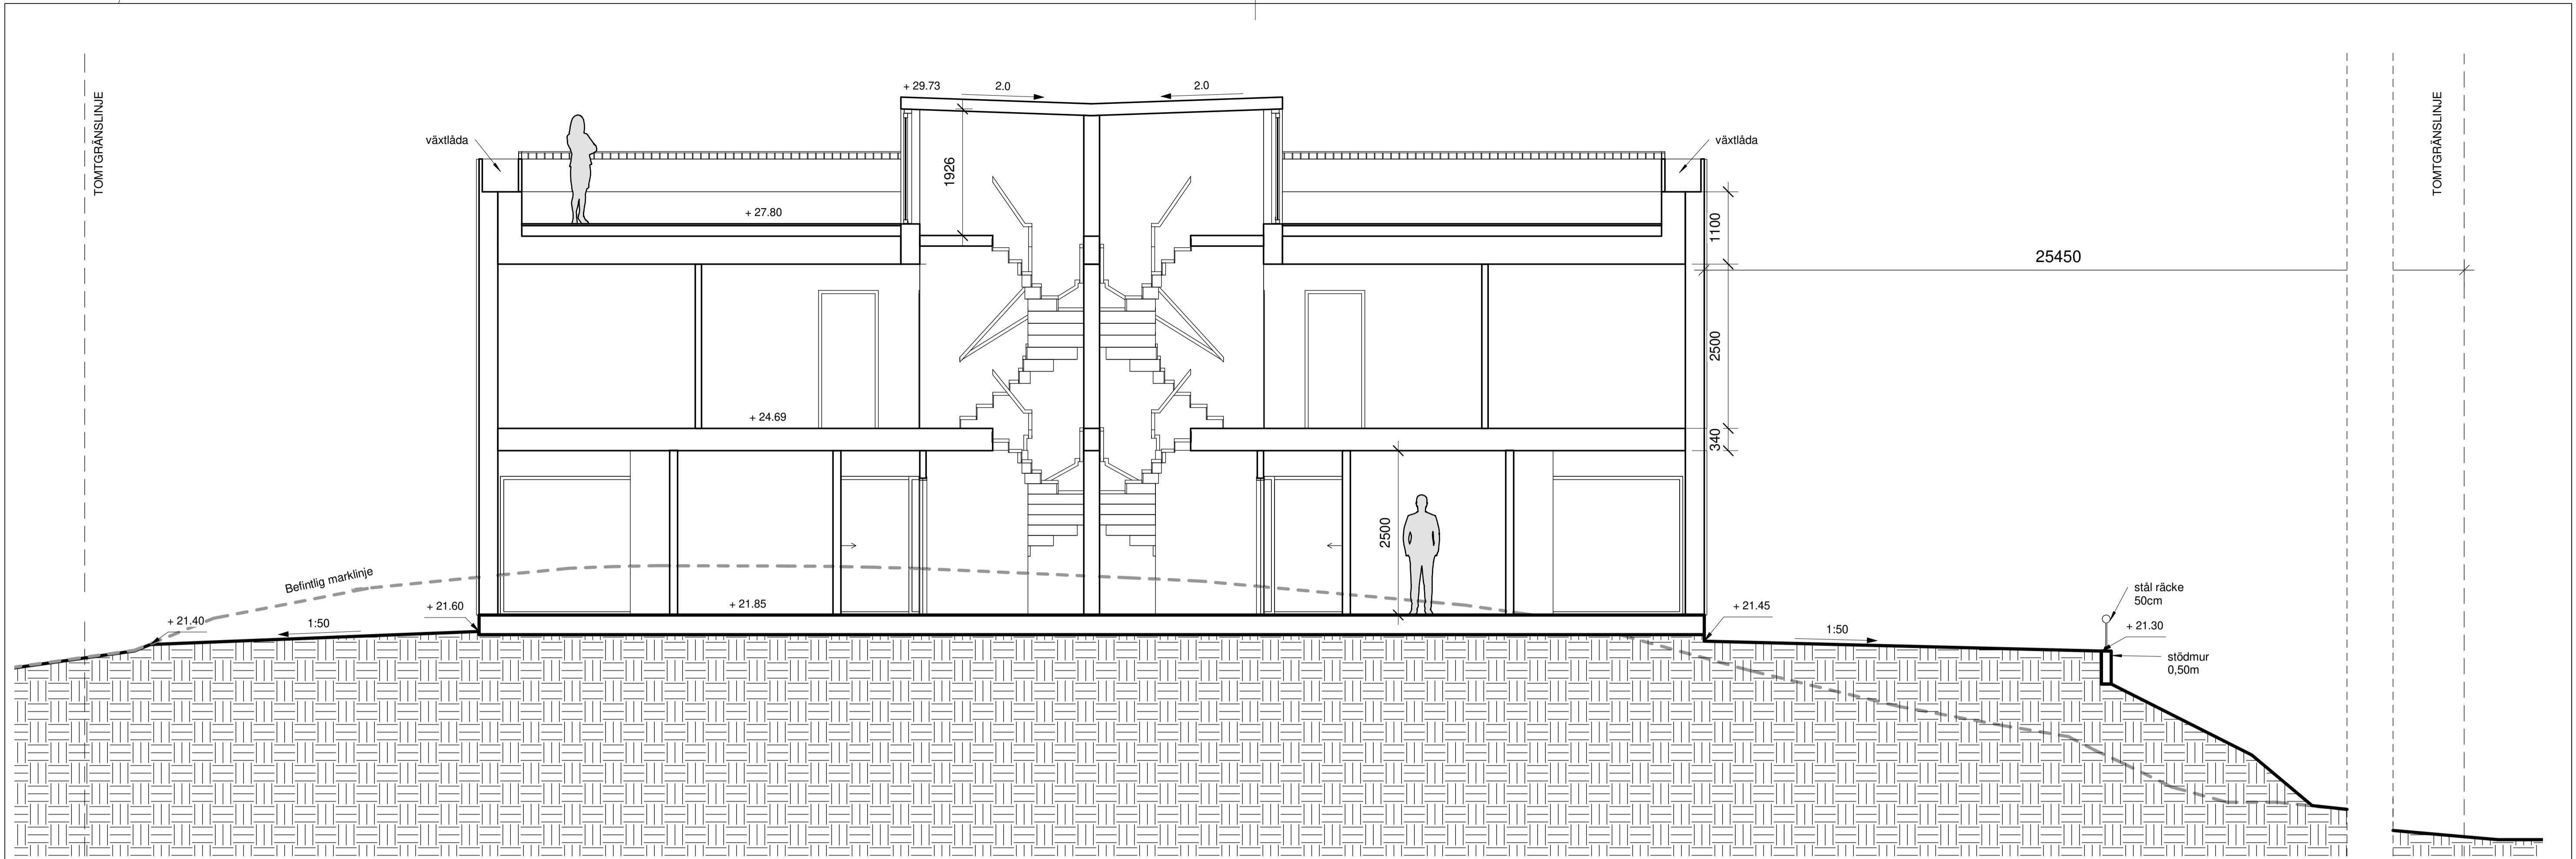 TOMTGRÄNSLINJE
+ 29.73
2.0
2.0
TOMTGRÄNSLINJE
växtlåda
växtlåda
1926
+ 27.80
1100
25450
2500
+ 24.69
340
2500
Befintlig marklinje
+ 21.40
1:50
+ 21.60
+ 21.85
+ 21.45
1:50
stål räcke
50cm
+ 21.30
stödmur
0,50m